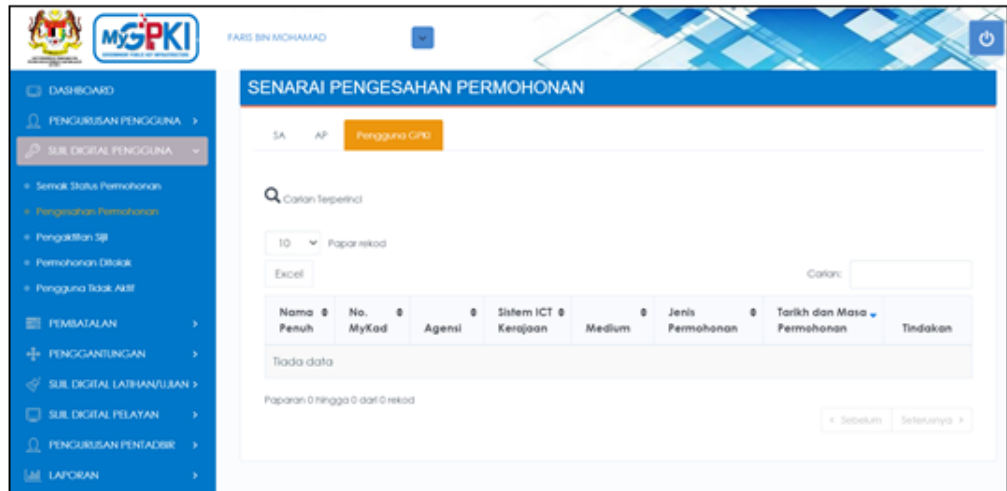 MyGPKI
FARIS BIN MOHAMAD
DASHBOARD
PENGURUSAN PENGGUNA
SIJIL DIGITAL PENGGUNA
Semak Status Permohonan
Pengesahan Permohonan
Pengaktifan Sijil
Permohonan Ditolak
Pengguna Tidak Aktif
PEMBATALAN
PENGGANTUNGAN
SIJIL DIGITAL LATIHAN/UJIAN
SIJIL DIGITAL PELAYAN
PENGURUSAN PENTADBIR
LAPORAN
SENARAI PENGESAHAN PERMOHONAN
SA AP Pengguna GPKI
Carian Terperinci
10 Papar rekod
Excel Carian:
Nama Penuh No. MyKad Agensi Sistem ICT Kerajaan Medium Jenis Permohonan Tarikh dan Masa Permohonan Tindakan
Tiada data
Paparan 0 hingga 0 dari 0 rekod
< Sebelum Seterusnya >